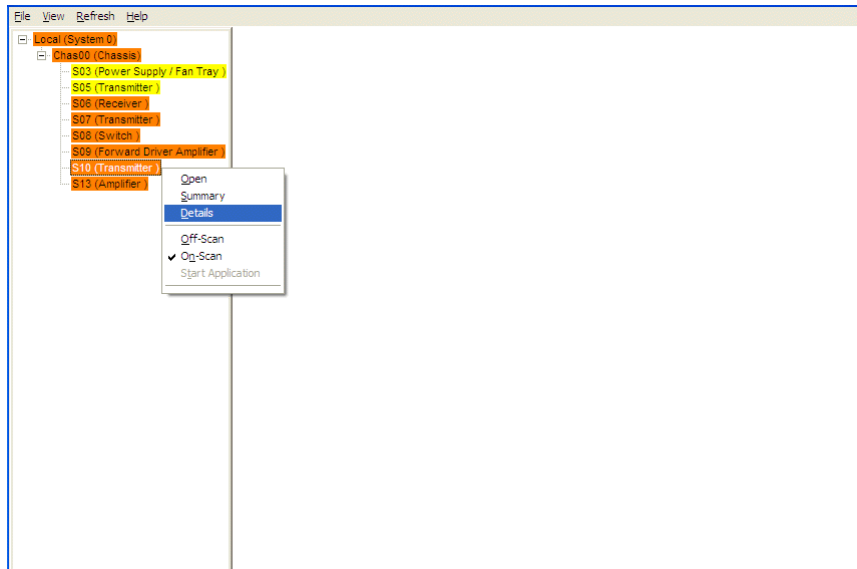 File View Refresh Help
Local (System 0)
Chas00 (Chassis)
S03 (Power Supply / Fan Tray )
S05 (Transmitter )
S06 (Receiver )
S07 (Transmitter )
S08 (Switch )
S09 (Forward Driver Amplifier )
S10 (Transmitter )
S13 (Amplifier )
Open
Summary
Details
Off-Scan
On-Scan
Start Application